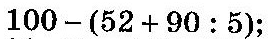 100 – (52 + 90 : 5);